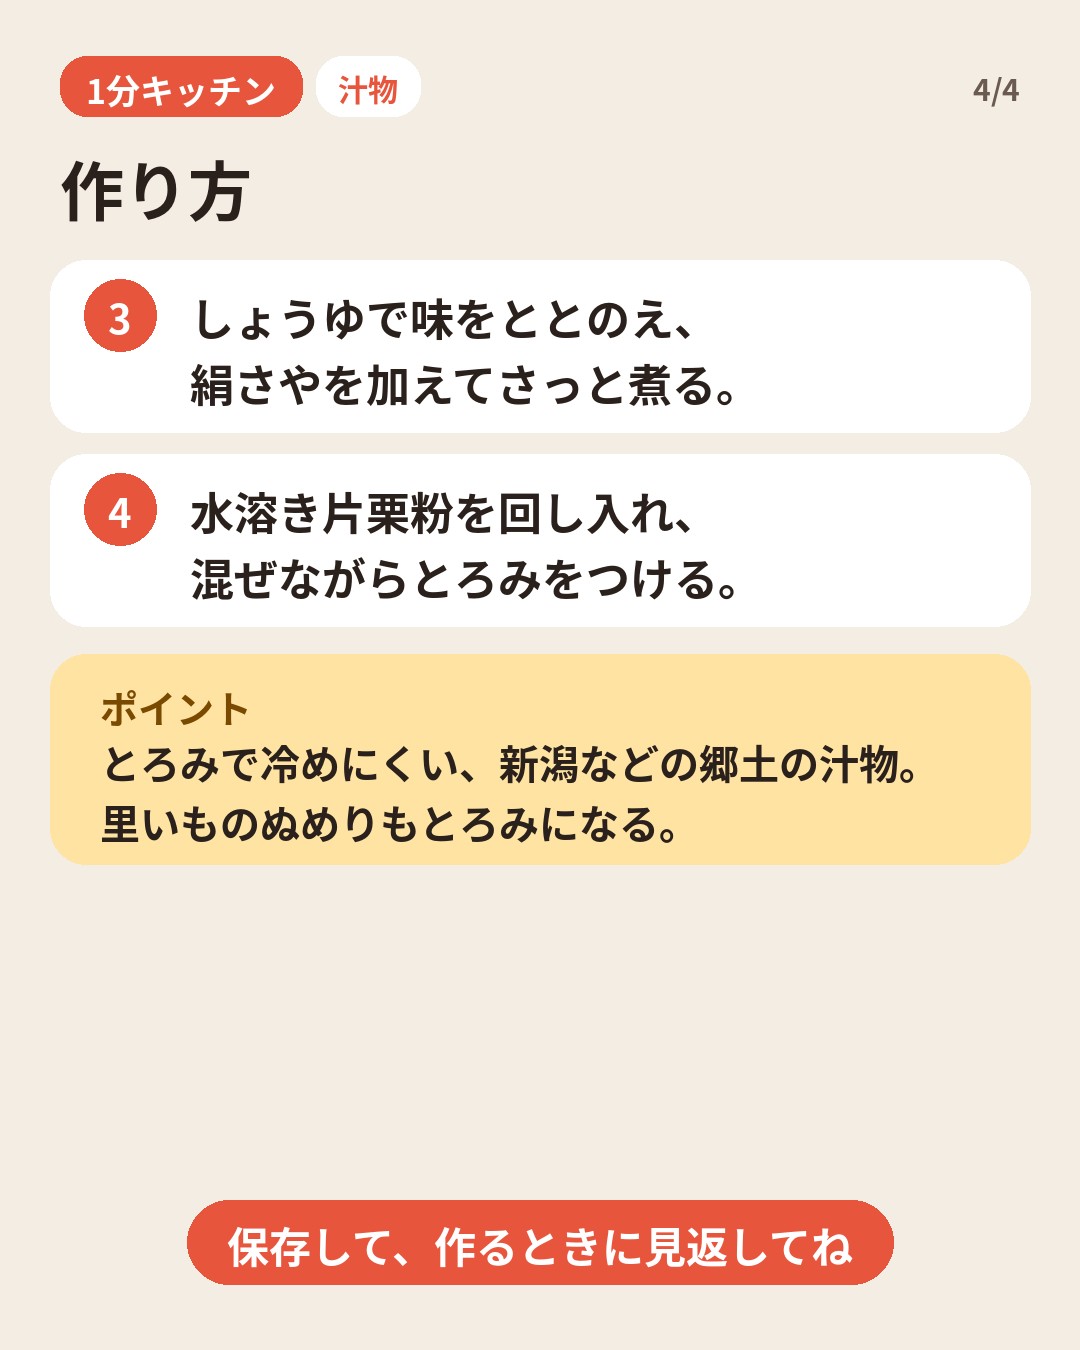 1分キッチン 汁物 4/4
作り方
3 しょうゆで味をととのえ、
絹さやを加えてさっと煮る。
4 水溶き片栗粉を回し入れ、
混ぜながらとろみをつける。
ポイント
とろみで冷めにくい、新潟などの郷土の汁物。
里いものぬめりもとろみになる。
保存して、作るときに見返してね